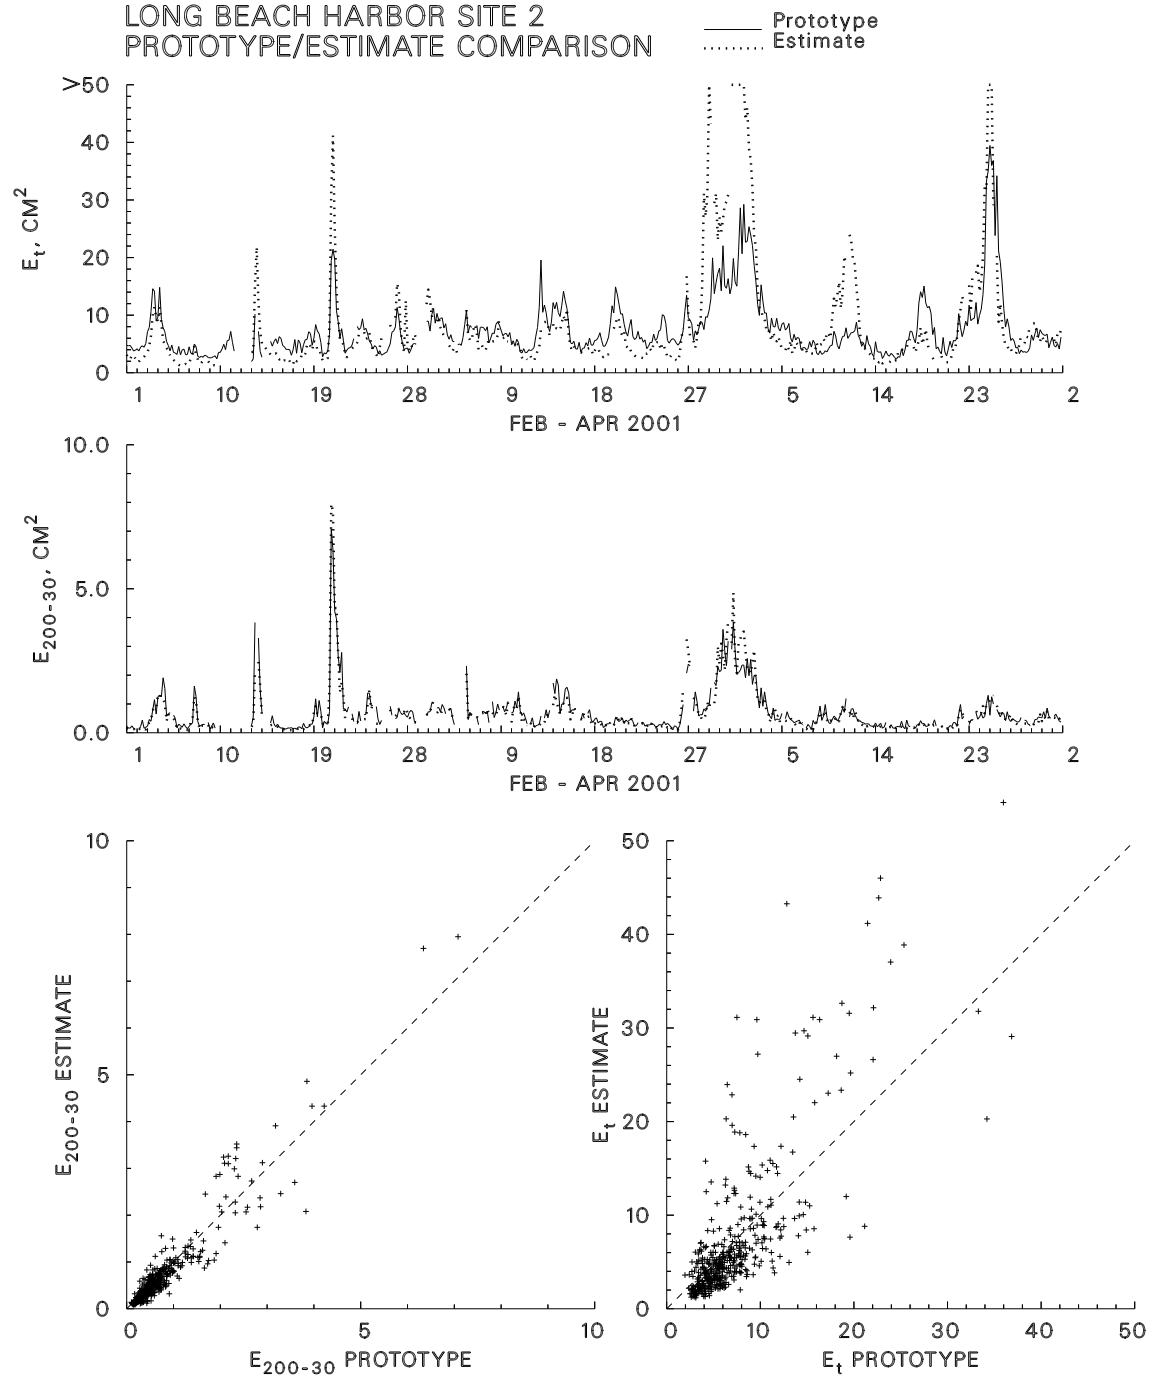 LONG BEACH HARBOR SITE 2
PROTOTYPE/ESTIMATE COMPARISON
Prototype
Estimate
>50
40
30
20
10
0
Et, CM2
1 10 19 28 9 18 27 5 14 23 2
FEB - APR 2001
10.0
5.0
0.0
E200-30, CM2
1 10 19 28 9 18 27 5 14 23 2
FEB - APR 2001
10
5
0
E200-30 ESTIMATE
0 5 10
E200-30 PROTOTYPE
50
40
30
20
10
0
Et ESTIMATE
0 10 20 30 40 50
Et PROTOTYPE